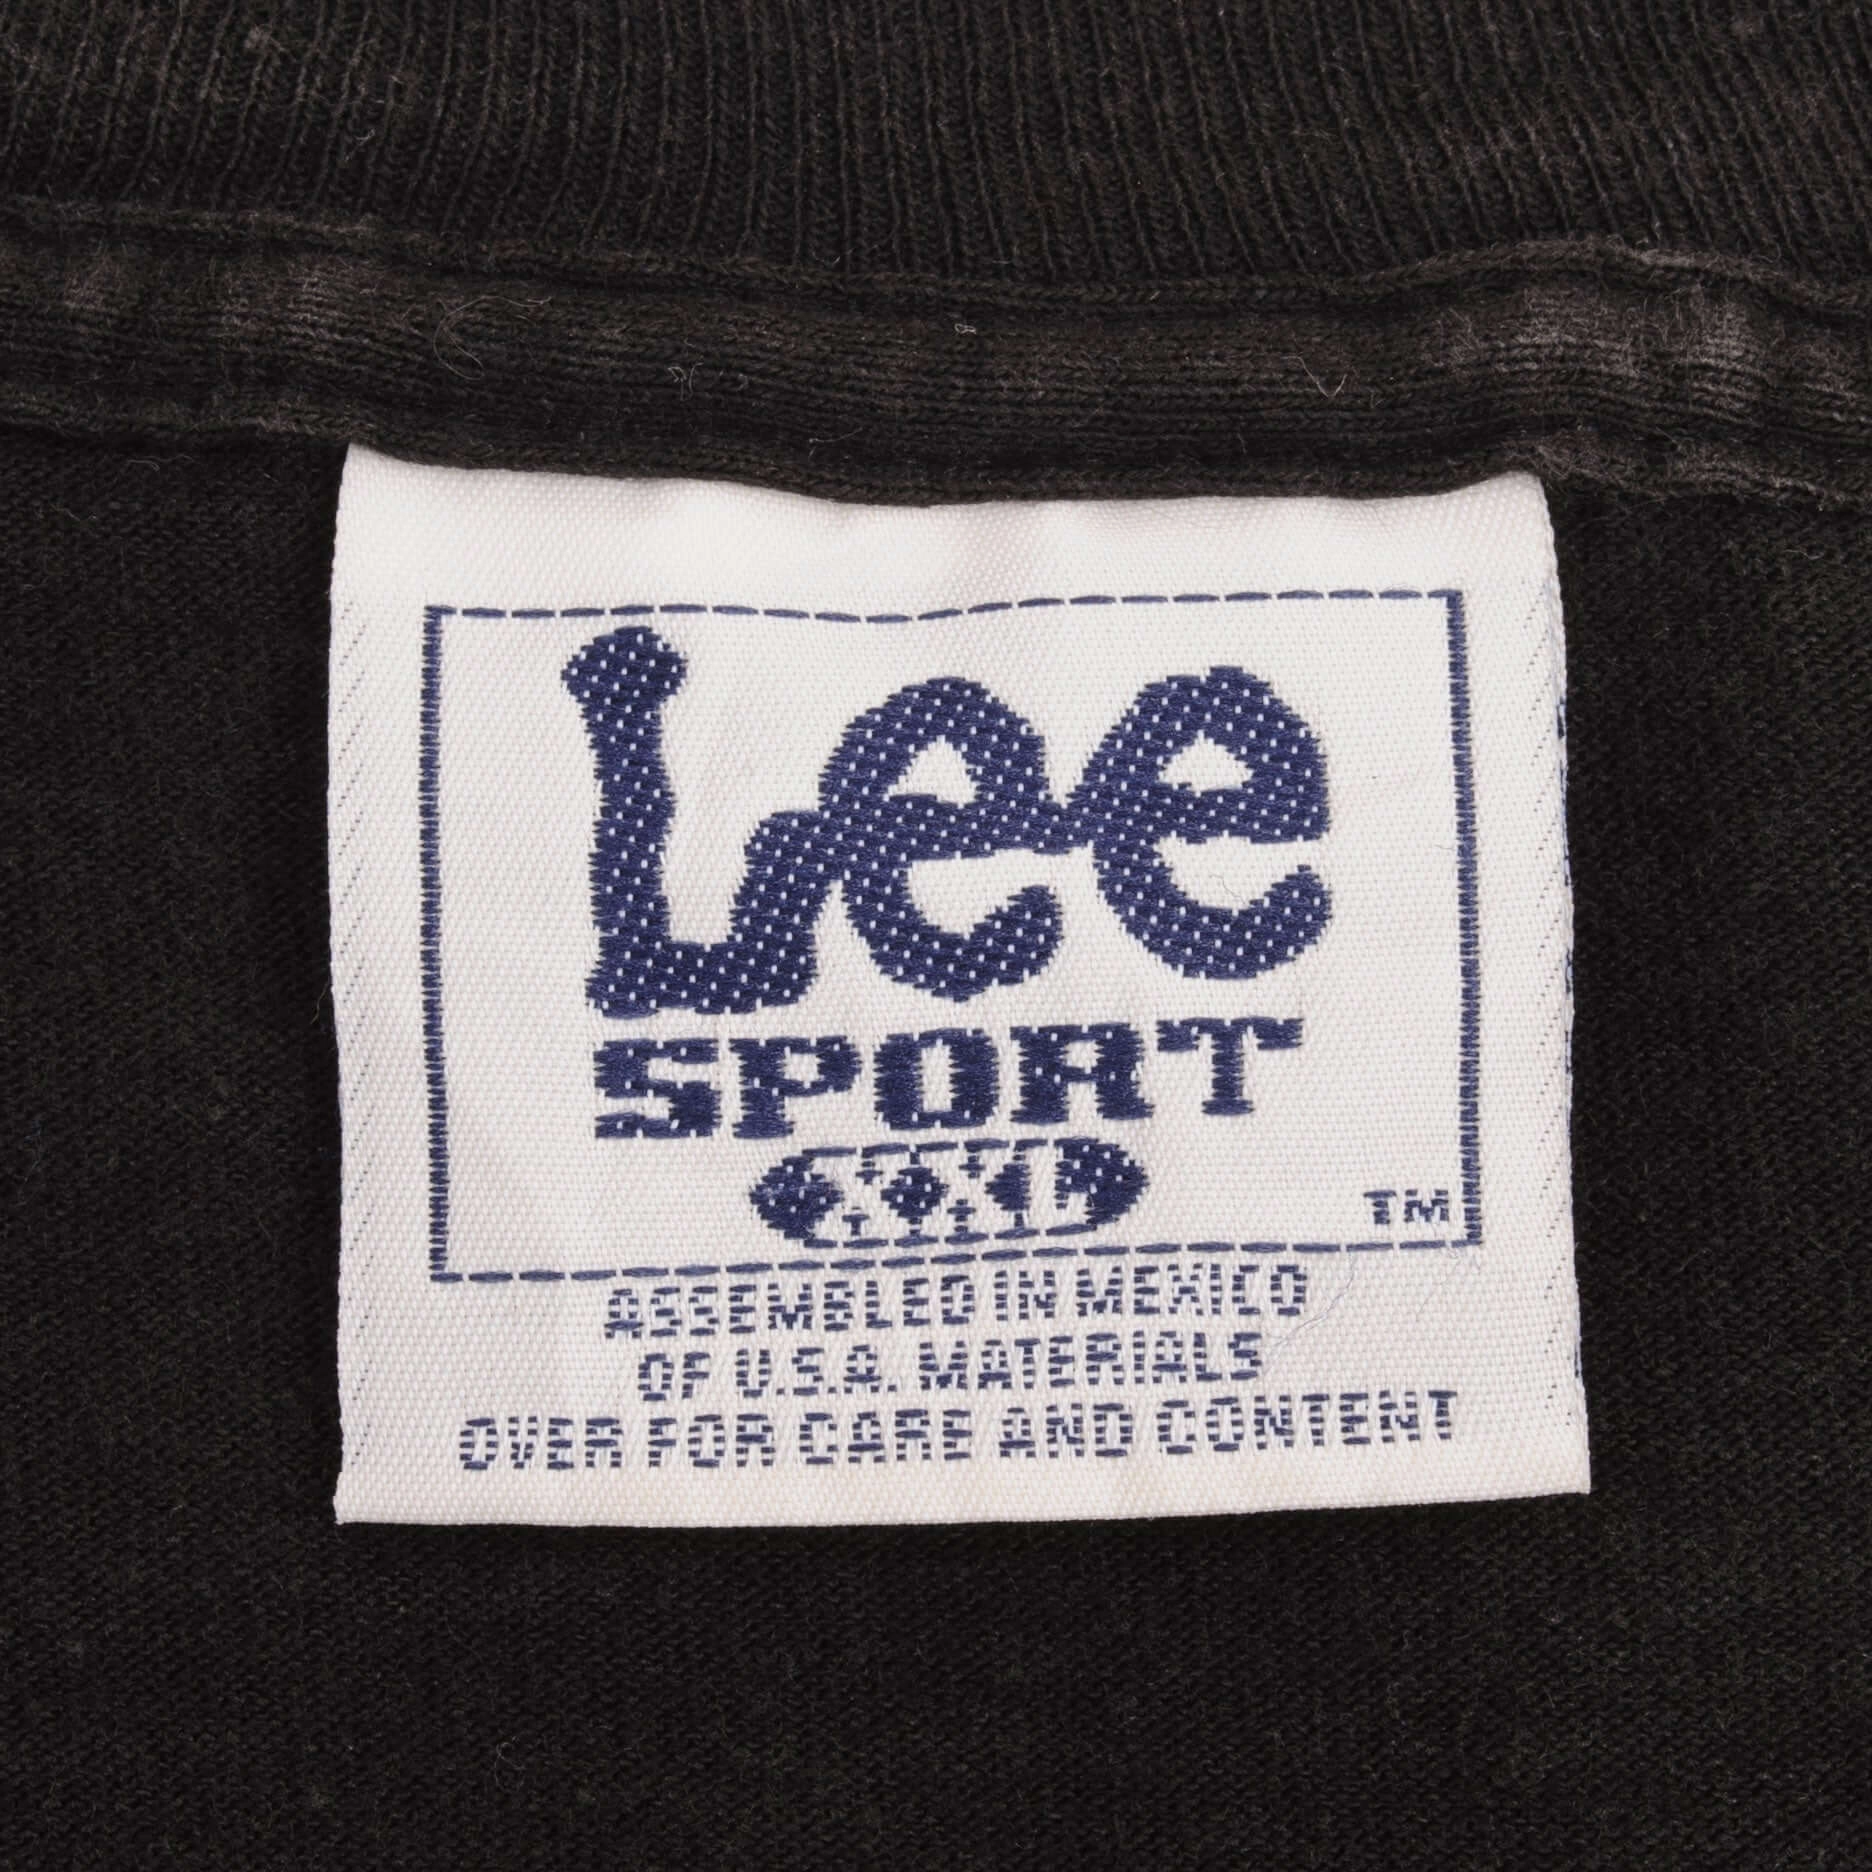 Lee
SPORT
XXL
TM
ASSEMBLED IN MEXICO
OF U.S.A. MATERIALS
OVER FOR CARE AND CONTENT